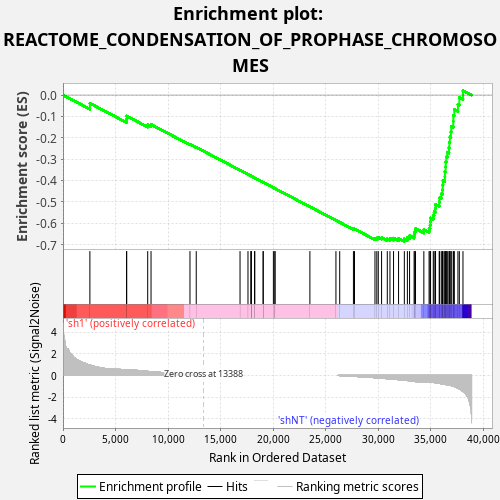 Enrichment plot:
REACTOME_CONDENSATION_OF_PROPHASE_CHROMOSO
MES
Enrichment score (ES)
0.0
-0.1
-0.2
-0.3
-0.4
-0.5
-0.6
-0.7
'sh1' (positively correlated)
Ranked list metric (Signal2Noise)
4
2
0
-2
-4
Zero cross at 13388
'shNT' (negatively correlated)
0
5,000
10,000
15,000
20,000
25,000
30,000
35,000
40,000
Rank in Ordered Dataset
Enrichment profile
Hits
Ranking metric scores